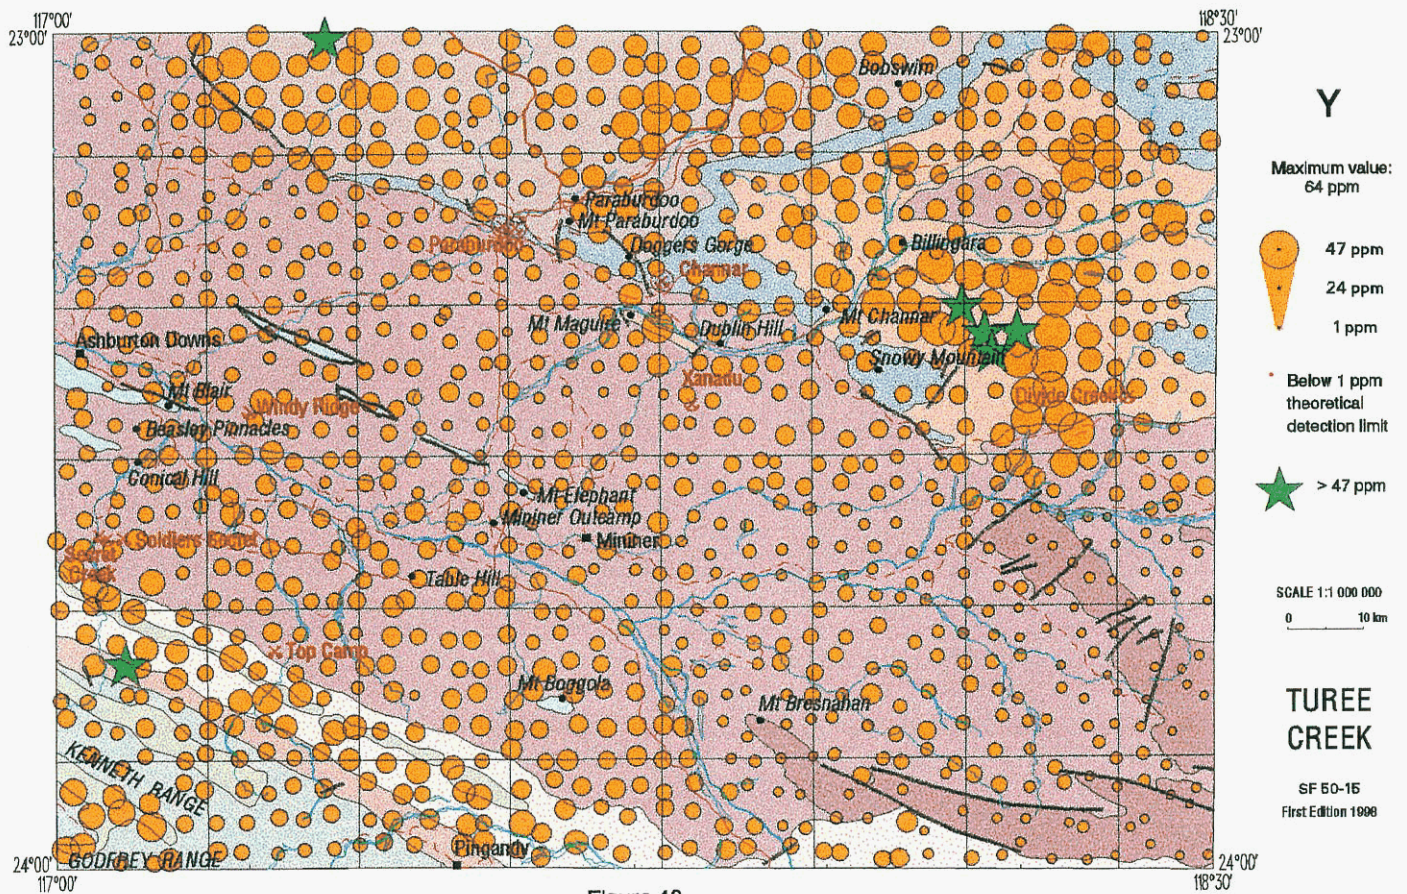 117°00'
118°30'
23°00'
23°00'
Bobswim
Y
Maximum value:
64 ppm
Paraburdoo
Mt Paraburdoo
Paraburdoo
Doggers Gorge
Billingara
47 ppm
Channar
24 ppm
Mt Maguire
Dublin Hill
Mt Channar
1 ppm
Ashburton Downs
Snowy Mountain
Xanadu
Below 1 ppm
theoretical
detection limit
Mt Blair
Windy Ridge
Divide Creek
Beasley Pinnacles
Conical Hill
Mt Elephant
> 47 ppm
Mininer Outcamp
Mininer
Soldiers Secret
Secret
Creek
Table Hill
SCALE 1:1 000 000
0 10 km
Top Camp
Mt Boggola
Mt Bresnahan
TUREE
CREEK
KENNETH RANGE
SF 50-15
First Edition 1998
Pingandy
GODFREY RANGE
24°00'
24°00'
117°00'
118°30'